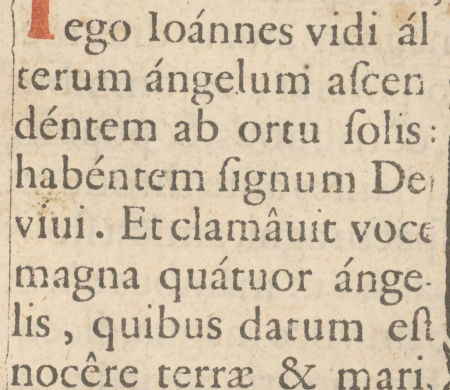 I ego Ioánnes vidi ál
terum ángelum aſcen
déntem ab ortu ſolis:
habéntem ſignum Dei
viui. Et clamâuit voce
magna quátuor ánge-
lis, quibus datum eſt
nocêre terræ & mari,